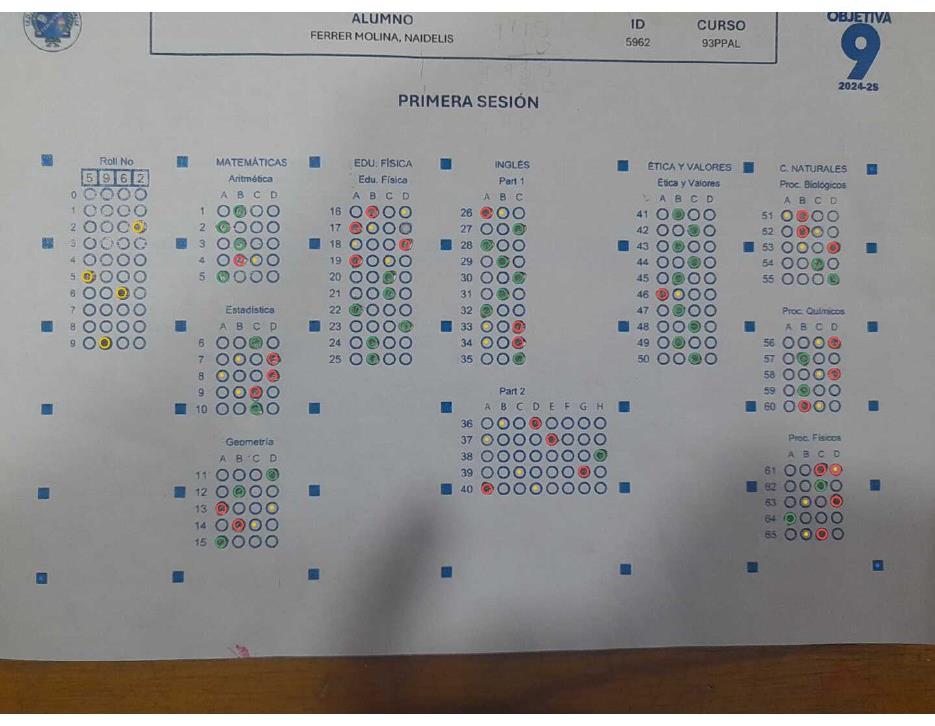 ALUMNO
FERRER MOLINA, NAIDELIS
ID
5962
CURSO
93PPAL
OBJETIVA
9
2024-25
PRIMERA SESIÓN
Roll No
5 9 6 2
0
1
2
3
4
5
6
7
8
9
MATEMÁTICAS
Aritmética
A B C D
1
2
3
4
5
Estadística
A B C D
6
7
8
9
10
Geometría
A B C D
11
12
13
14
15
EDU. FÍSICA
Edu. Física
A B C D
16
17
18
19
20
21
22
23
24
25
INGLÉS
Part 1
A B C
26
27
28
29
30
31
32
33
34
35
Part 2
A B C D E F G H
36
37
38
39
40
ÉTICA Y VALORES
Ética y Valores
B C D
41
42
43
44
45
46
47
48
49
50
C. NATURALES
Proc. Biológicos
A B C D
51
52
53
54
55
Proc. Químicos
A B C D
56
57
58
59
60
Proc. Físicos
A B C D
61
62
63
64
65